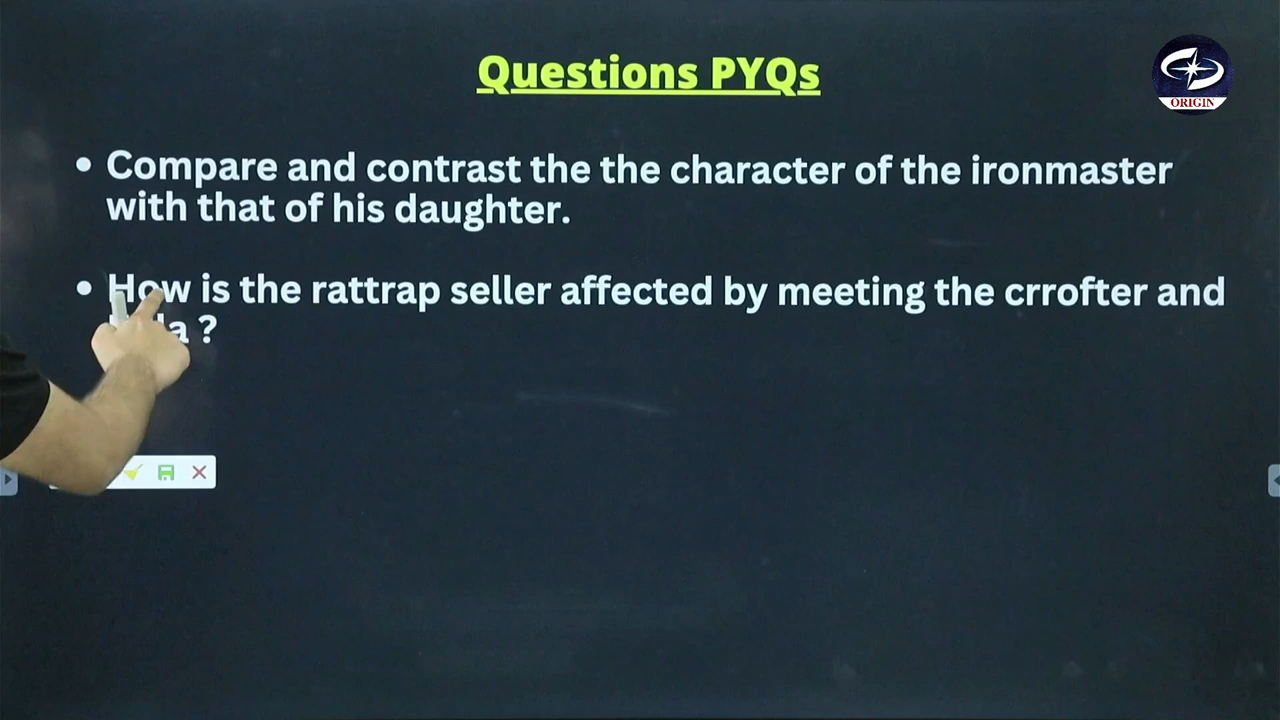 Questions PYQs
ORIGIN
• Compare and contrast the the character of the ironmaster
with that of his daughter.
• How is the rattrap seller affected by meeting the crrofter and
?